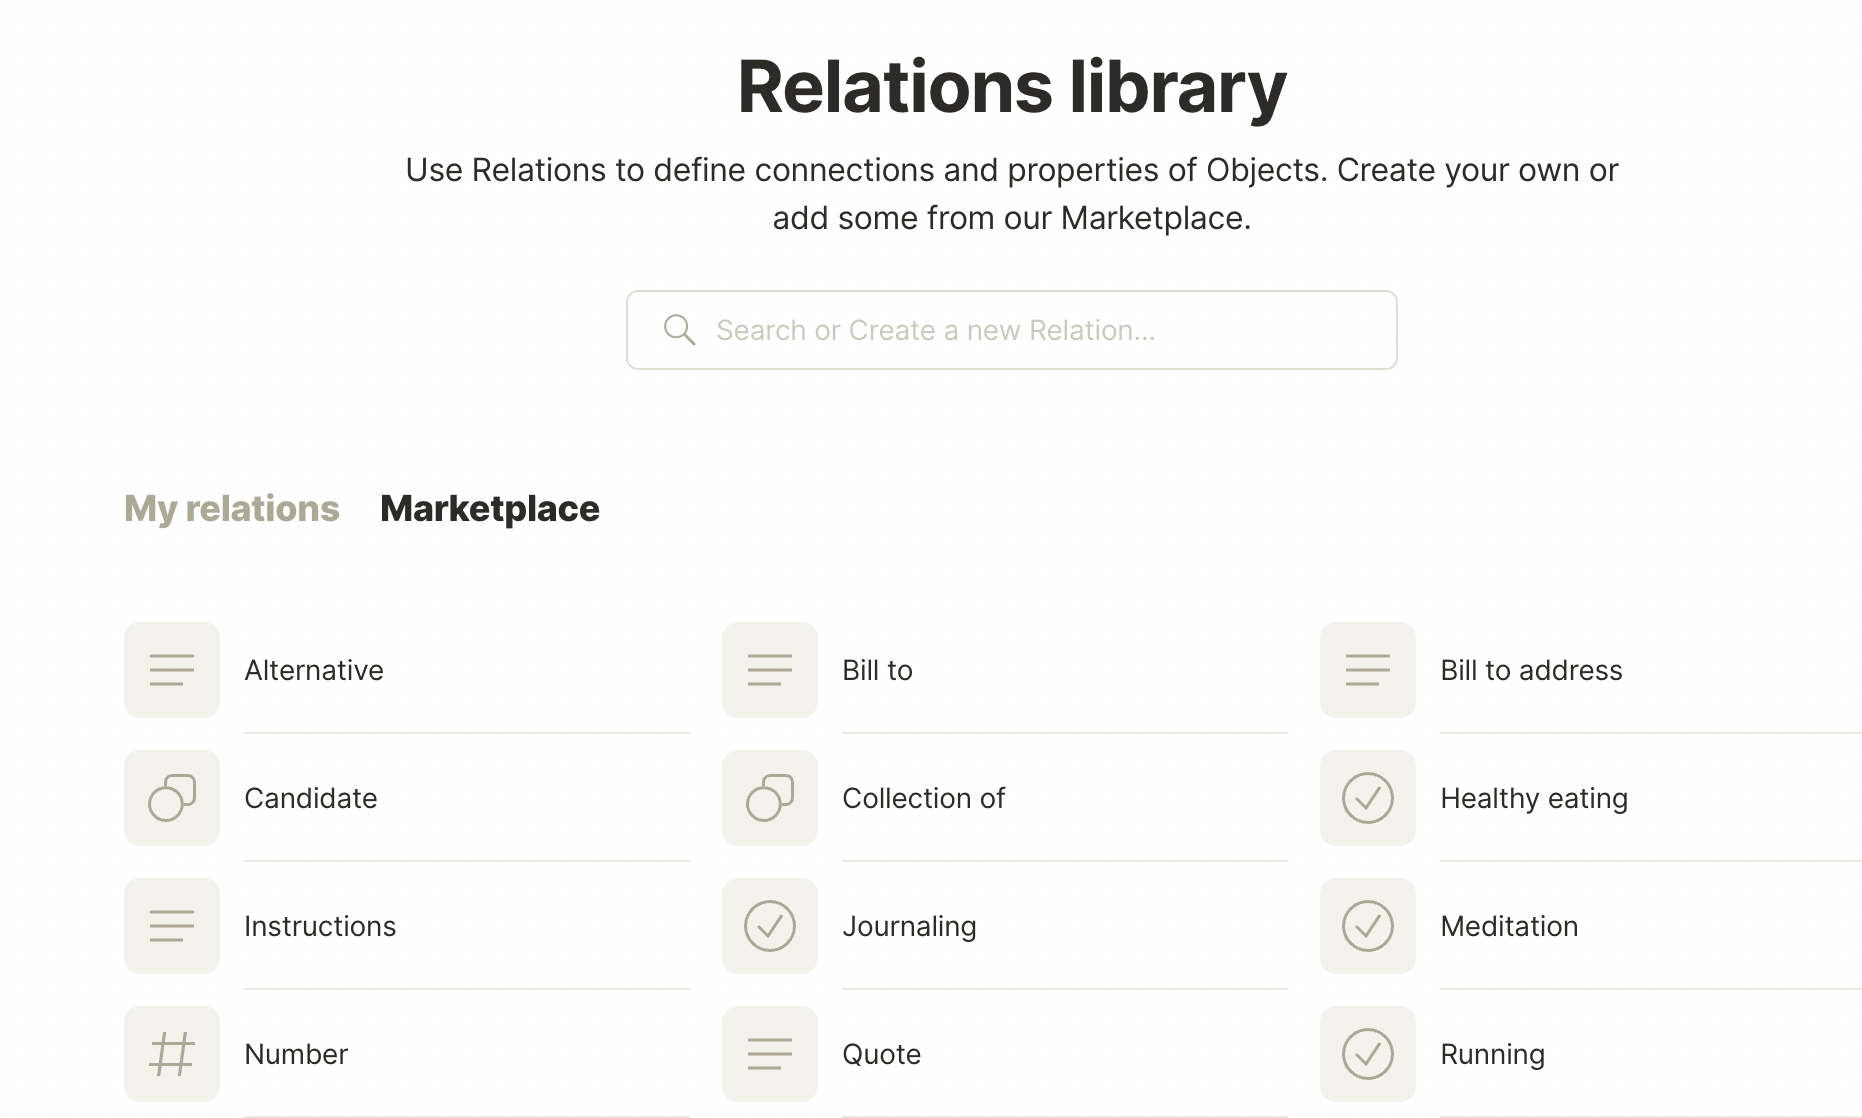 Relations library
Use Relations to define connections and properties of Objects. Create your own or
add some from our Marketplace.
Search or Create a new Relation...
My relations Marketplace
Alternative
Bill to
Bill to address
Candidate
Collection of
Healthy eating
Instructions
Journaling
Meditation
Number
Quote
Running